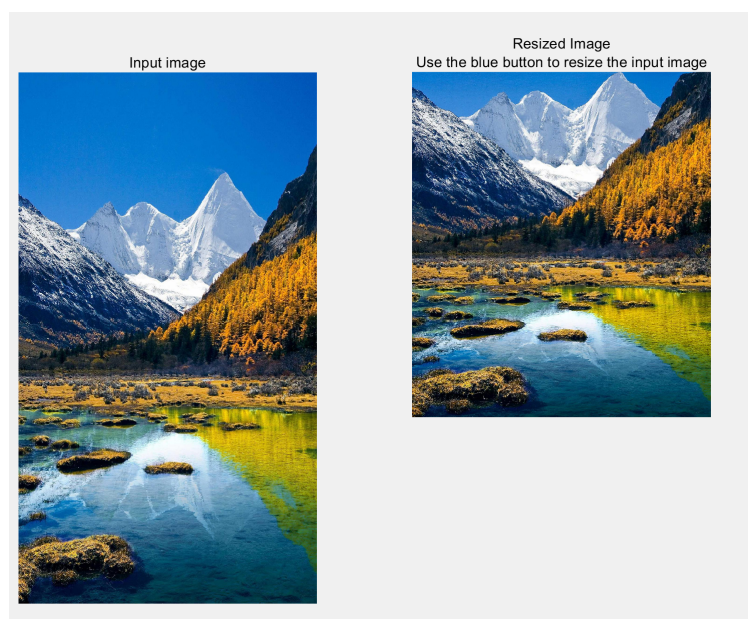 Input image
Resized Image
Use the blue button to resize the input image